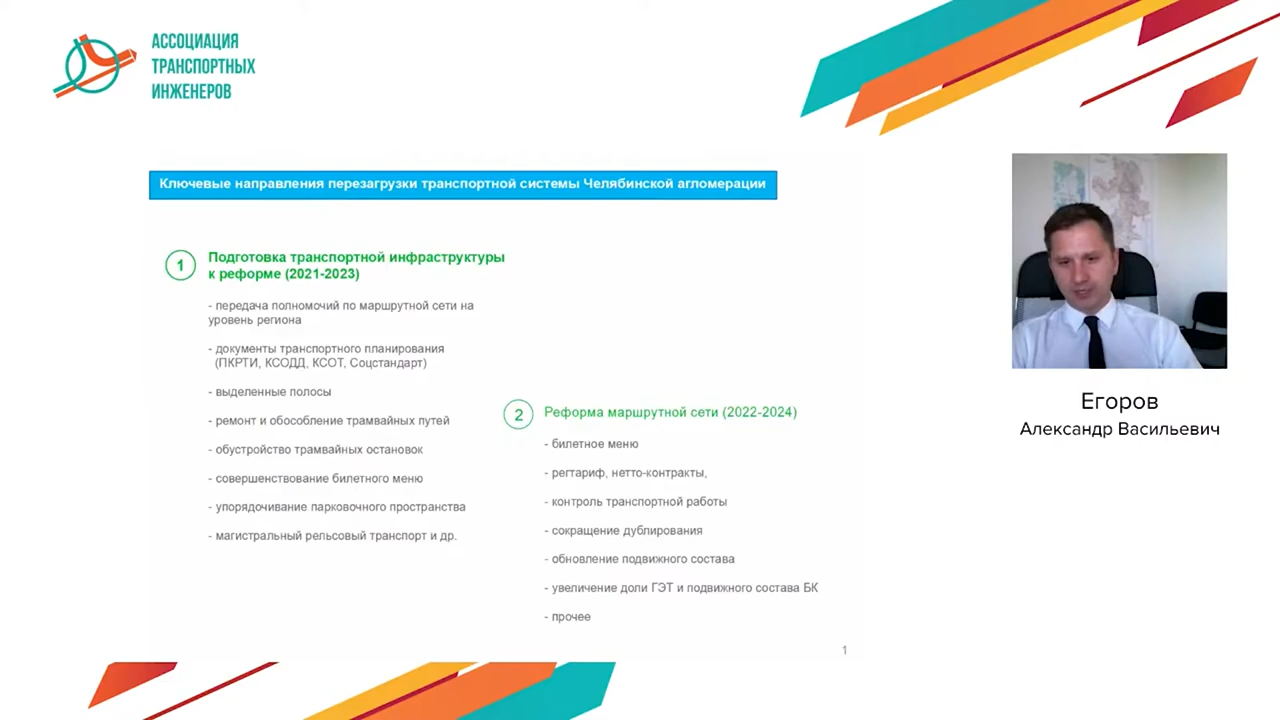 АССОЦИАЦИЯ
ТРАНСПОРТНЫХ
ИНЖЕНЕРОВ
Ключевые направления перезагрузки транспортной системы Челябинской агломерации
1
Подготовка транспортной инфраструктуры
к реформе (2021-2023)
- передача полномочий по маршрутной сети на
уровень региона
- документы транспортного планирования
(ПКРТИ, КСОДД, КСОТ, Соцстандарт)
- выделенные полосы
- ремонт и обособление трамвайных путей
- обустройство трамвайных остановок
- совершенствование билетного меню
- упорядочивание парковочного пространства
- магистральный рельсовый транспорт и др.
2
Реформа маршрутной сети (2022-2024)
- билетное меню
- регтариф, нетто-контракты,
- контроль транспортной работы
- сокращение дублирования
- обновление подвижного состава
- увеличение доли ГЭТ и подвижного состава БК
- прочее
1
Егоров
Александр Васильевич